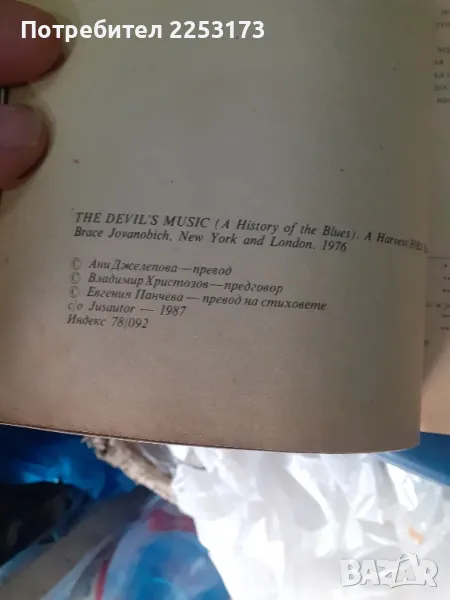 Потребител 2253173
THE DEVIL'S MUSIC (A History of the Blues). A Harvest/HBJ
Brace Jovanobich, New York and London, 1976
© Ани Джелепова — превод
© Владимир Христозов — предговор
© Евгения Панчева — превод на стиховете
c/o Jusautor — 1987
Индекс 78/092
BAZAR